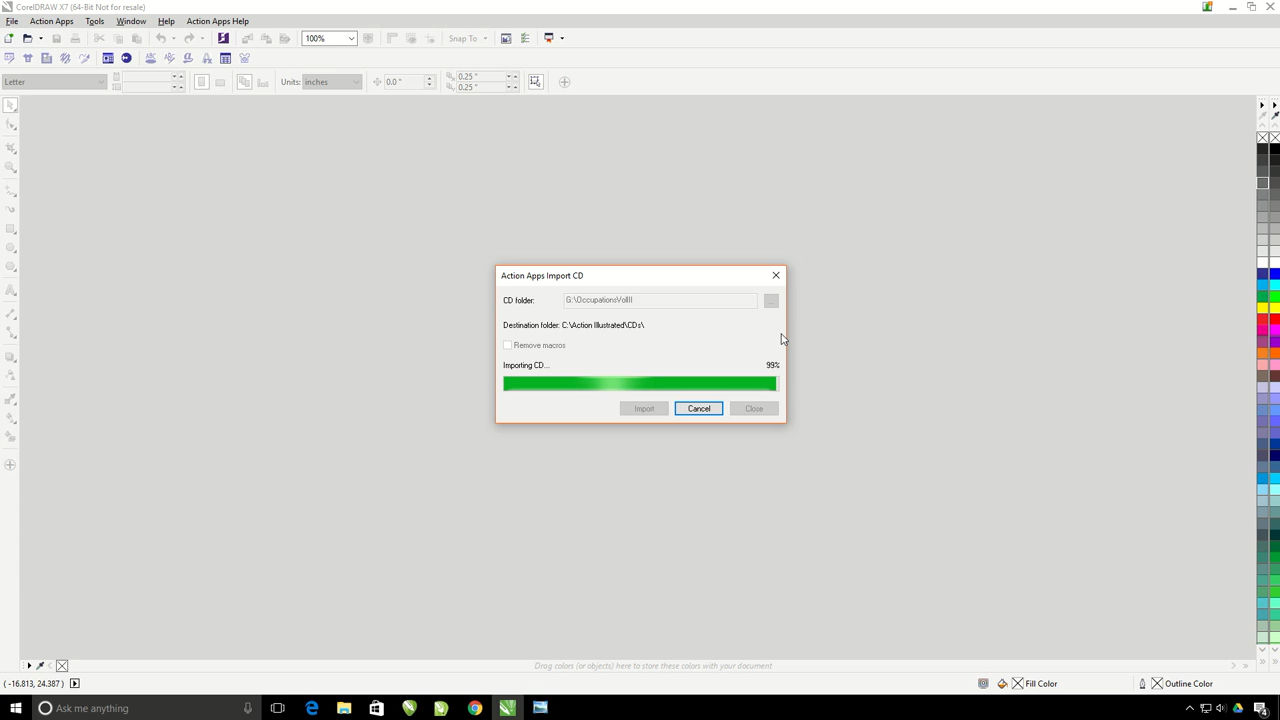 CorelDRAW X7 (64-Bit Not for resale)
File Action Apps Tools Window Help Action Apps Help
100% Snap To
Letter Units: inches 0.0 ° 0.25 " 0.25 "
Action Apps Import CD
CD folder: G:\OccupationsVolIII
Destination folder: C:\Action Illustrated\CDs\
Remove macros
Importing CD... 99%
Import Cancel Close
Drag colors (or objects) here to store these colors with your document
( -16.813, 24.387 ) Fill Color Outline Color
Ask me anything 4